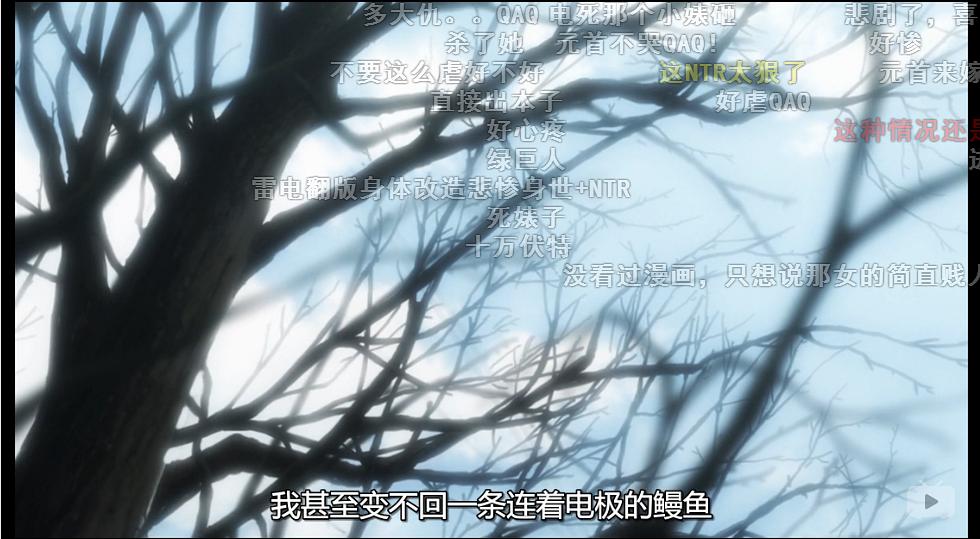 多大仇。。QAQ 电死那个小婊砸
悲剧了，喜
杀了她
元首不哭QAQ!
好惨
不要这么虐好不好
这NTR太狠了
元首来嫁
直接出本子
好虐QAQ
好心疼
这种情况还是
绿巨人
雷电翻版身体改造悲惨身世+NTR
死婊子
十万伏特
没看过漫画，只想说那女的简直贱人
我甚至变不回一条连着电极的鳗鱼